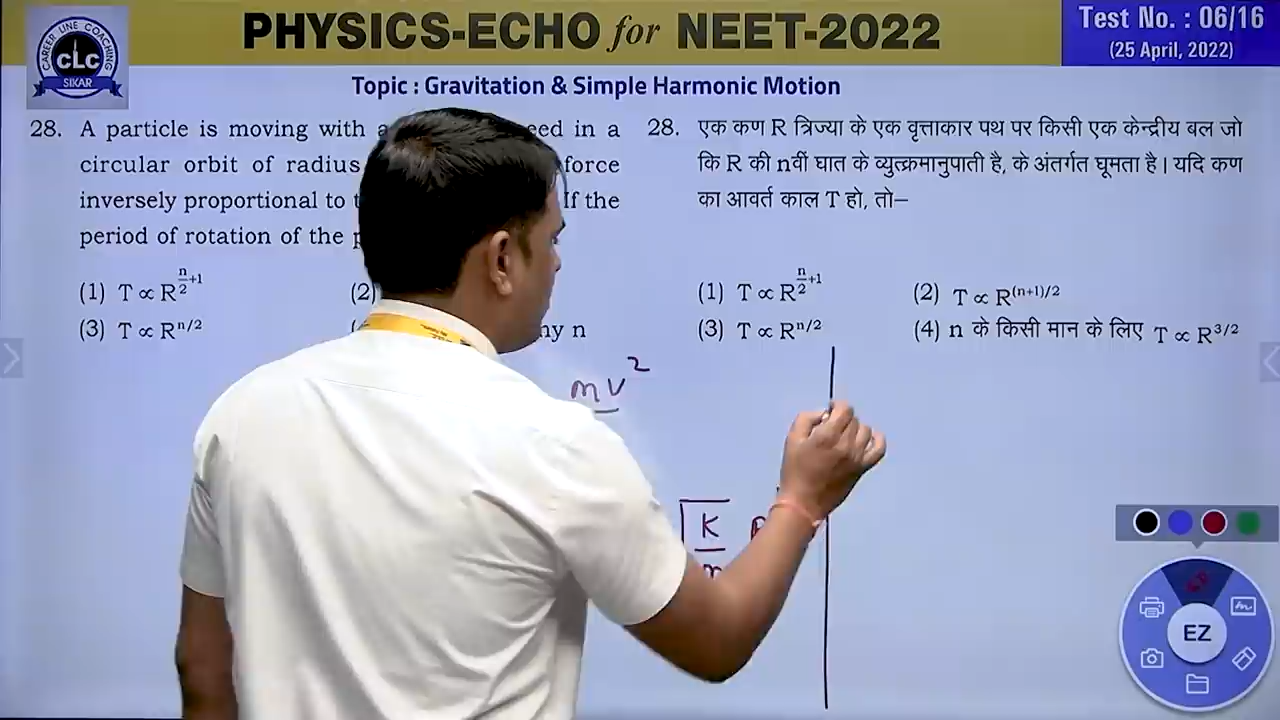 PHYSICS-ECHO for NEET-2022
Test No. : 06/16
(25 April, 2022)
CAREER LINE COACHING
CLC
SIKAR
Topic : Gravitation & Simple Harmonic Motion
28. A particle is moving with a eed in a
circular orbit of radius force
inversely proportional to If the
period of rotation of the
(1) T ∝ R^{n/2+1}
(2)
(3) T ∝ R^{n/2}
ny n
28. एक कण R त्रिज्या के एक वृत्ताकार पथ पर किसी एक केन्द्रीय बल जो
कि R की nवीं घात के व्युत्क्रमानुपाती है, के अंतर्गत घूमता है। यदि कण
का आवर्त काल T हो, तो–
(1) T ∝ R^{n/2+1}
(2) T ∝ R^{(n+1)/2}
(3) T ∝ R^{n/2}
(4) n के किसी मान के लिए T ∝ R^{3/2}
mv²
K
EZ